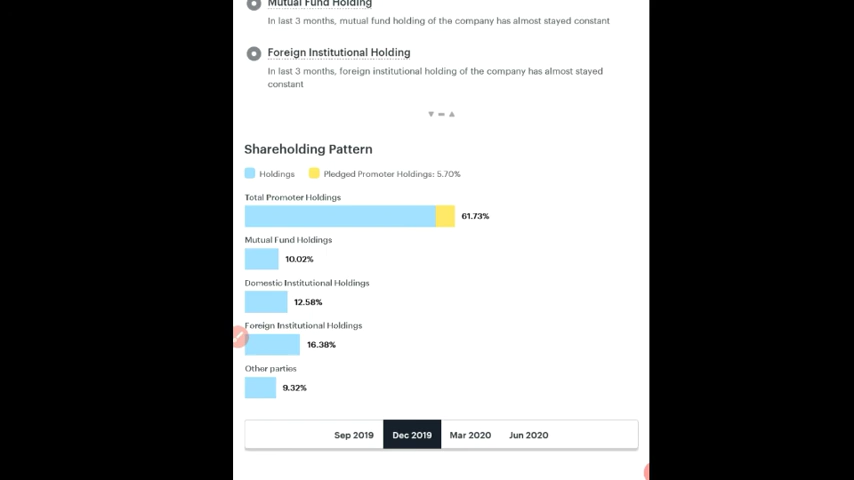 Mutual Fund Holding
In last 3 months, mutual fund holding of the company has almost stayed constant
Foreign Institutional Holding
In last 3 months, foreign institutional holding of the company has almost stayed
constant
Shareholding Pattern
Holdings Pledged Promoter Holdings: 5.70%
Total Promoter Holdings
61.73%
Mutual Fund Holdings
10.02%
Domestic Institutional Holdings
12.58%
Foreign Institutional Holdings
16.38%
Other parties
9.32%
Sep 2019 Dec 2019 Mar 2020 Jun 2020